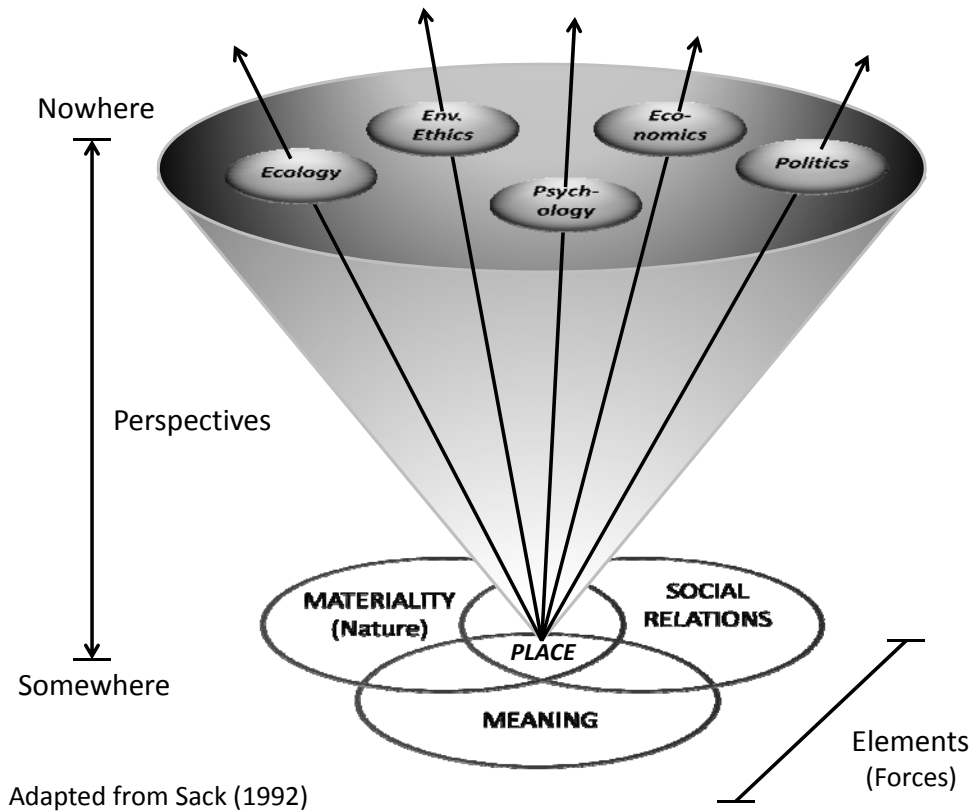 Nowhere
Env.
Ethics
Eco-
nomics
Ecology
Psych-
ology
Politics
Perspectives
MATERIALITY
(Nature)
SOCIAL
RELATIONS
PLACE
Somewhere
MEANING
Elements
(Forces)
Adapted from Sack (1992)